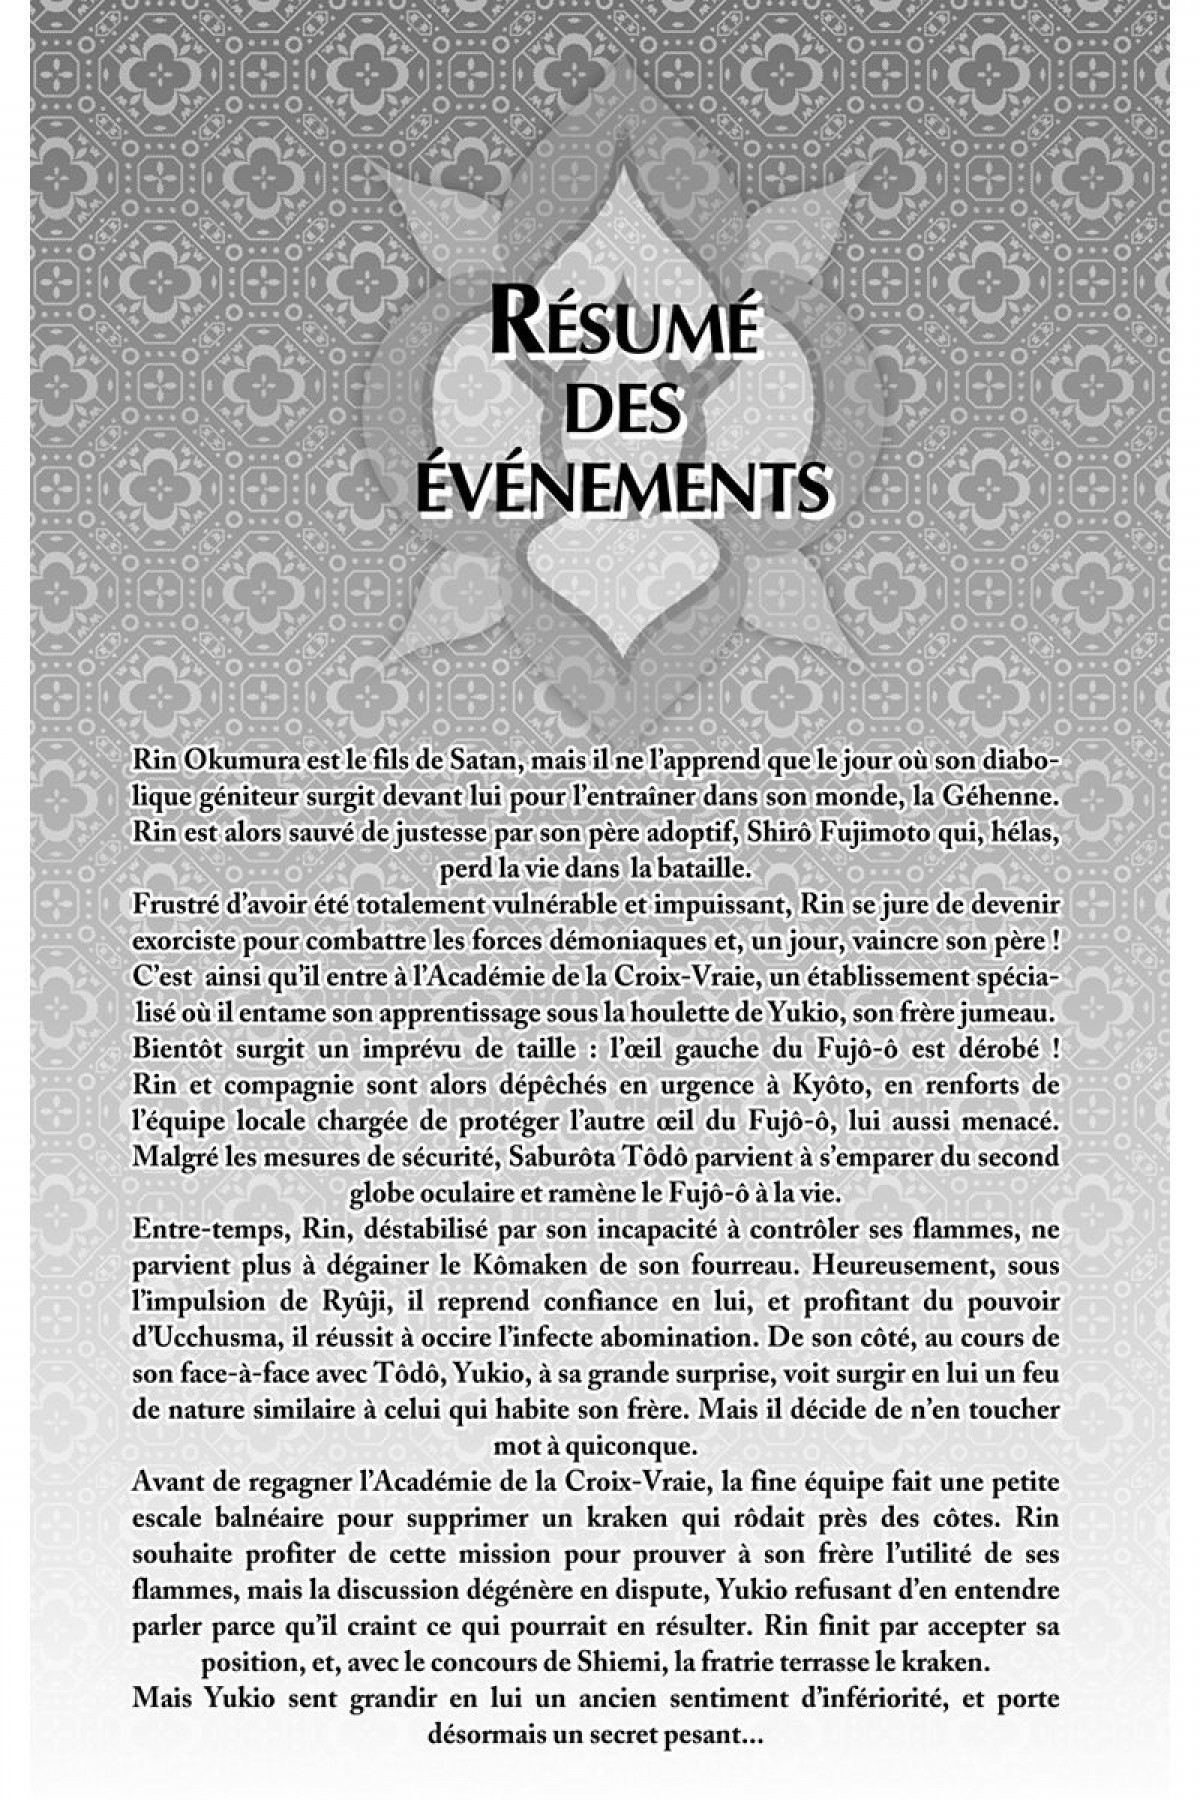 RÉSUMÉ
DES
ÉVÉNEMENTS
Rin Okumura est le fils de Satan, mais il ne l’apprend que le jour où son diabo-
lique géniteur surgit devant lui pour l’entraîner dans son monde, la Géhenne.
Rin est alors sauvé de justesse par son père adoptif, Shirô Fujimoto qui, hélas,
perd la vie dans la bataille.
Frustré d’avoir été totalement vulnérable et impuissant, Rin se jure de devenir
exorciste pour combattre les forces démoniaques et, un jour, vaincre son père !
C’est ainsi qu’il entre à l’Académie de la Croix-Vraie, un établissement spécia-
lisé où il entame son apprentissage sous la houlette de Yukio, son frère jumeau.
Bientôt surgit un imprévu de taille : l’œil gauche du Fujô-ô est dérobé !
Rin et compagnie sont alors dépêchés en urgence à Kyôto, en renforts de
l’équipe locale chargée de protéger l’autre œil du Fujô-ô, lui aussi menacé.
Malgré les mesures de sécurité, Saburôta Tôdô parvient à s’emparer du second
globe oculaire et ramène le Fujô-ô à la vie.
Entre-temps, Rin, déstabilisé par son incapacité à contrôler ses flammes, ne
parvient plus à dégainer le Kômaken de son fourreau. Heureusement, sous
l’impulsion de Ryûji, il reprend confiance en lui, et profitant du pouvoir
d’Ucchusma, il réussit à occire l’infecte abomination. De son côté, au cours de
son face-à-face avec Tôdô, Yukio, à sa grande surprise, voit surgir en lui un feu
de nature similaire à celui qui habite son frère. Mais il décide de n’en toucher
mot à quiconque.
Avant de regagner l’Académie de la Croix-Vraie, la fine équipe fait une petite
escale balnéaire pour supprimer un kraken qui rôdait près des côtes. Rin
souhaite profiter de cette mission pour prouver à son frère l’utilité de ses
flammes, mais la discussion dégénère en dispute, Yukio refusant d’en entendre
parler parce qu’il craint ce qui pourrait en résulter. Rin finit par accepter sa
position, et, avec le concours de Shiemi, la fratrie terrasse le kraken.
Mais Yukio sent grandir en lui un ancien sentiment d’infériorité, et porte
désormais un secret pesant...